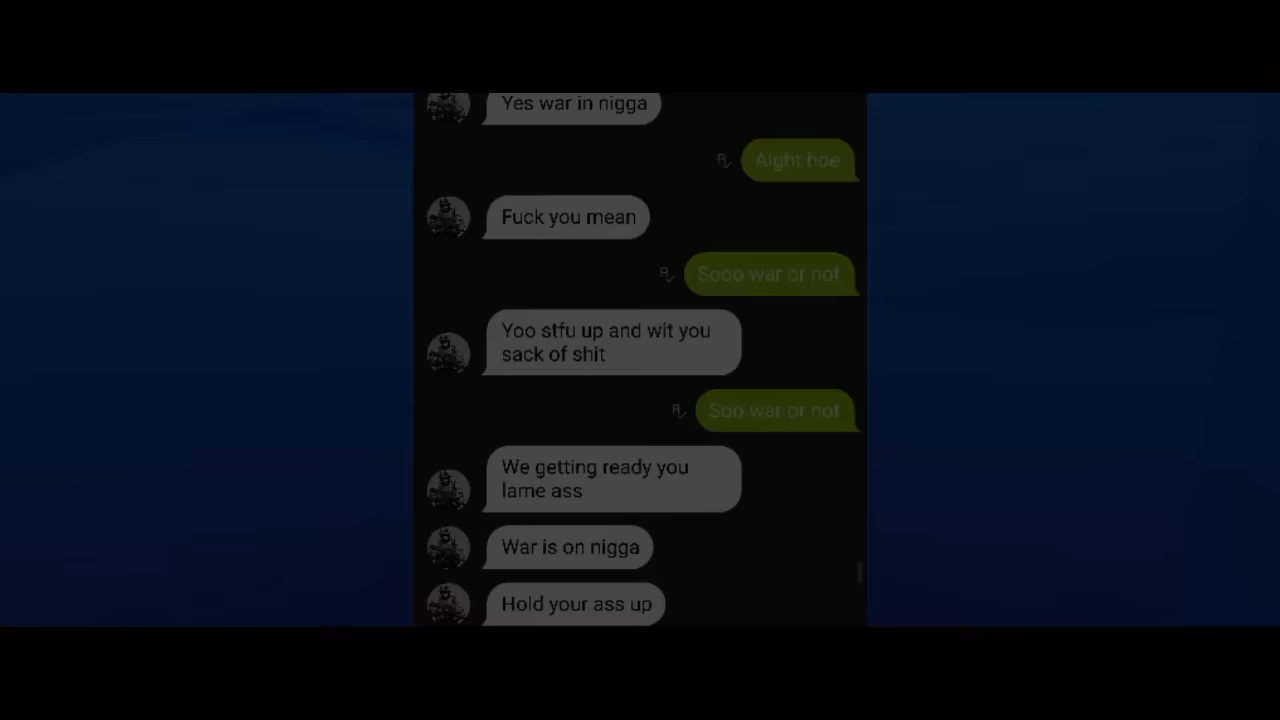 Yes war in nigga
Aight hoe
Fuck you mean
Sooo war or not
Yoo stfu up and wit you
sack of shit
Soo war or not
We getting ready you
lame ass
War is on nigga
Hold your ass up